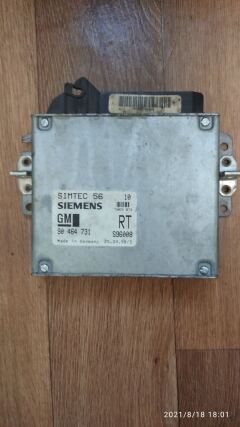 SIMTEC 56 10
SIEMENS
GM RT
90 464 731 S96008
Made in Germany
2021/8/18 18:01